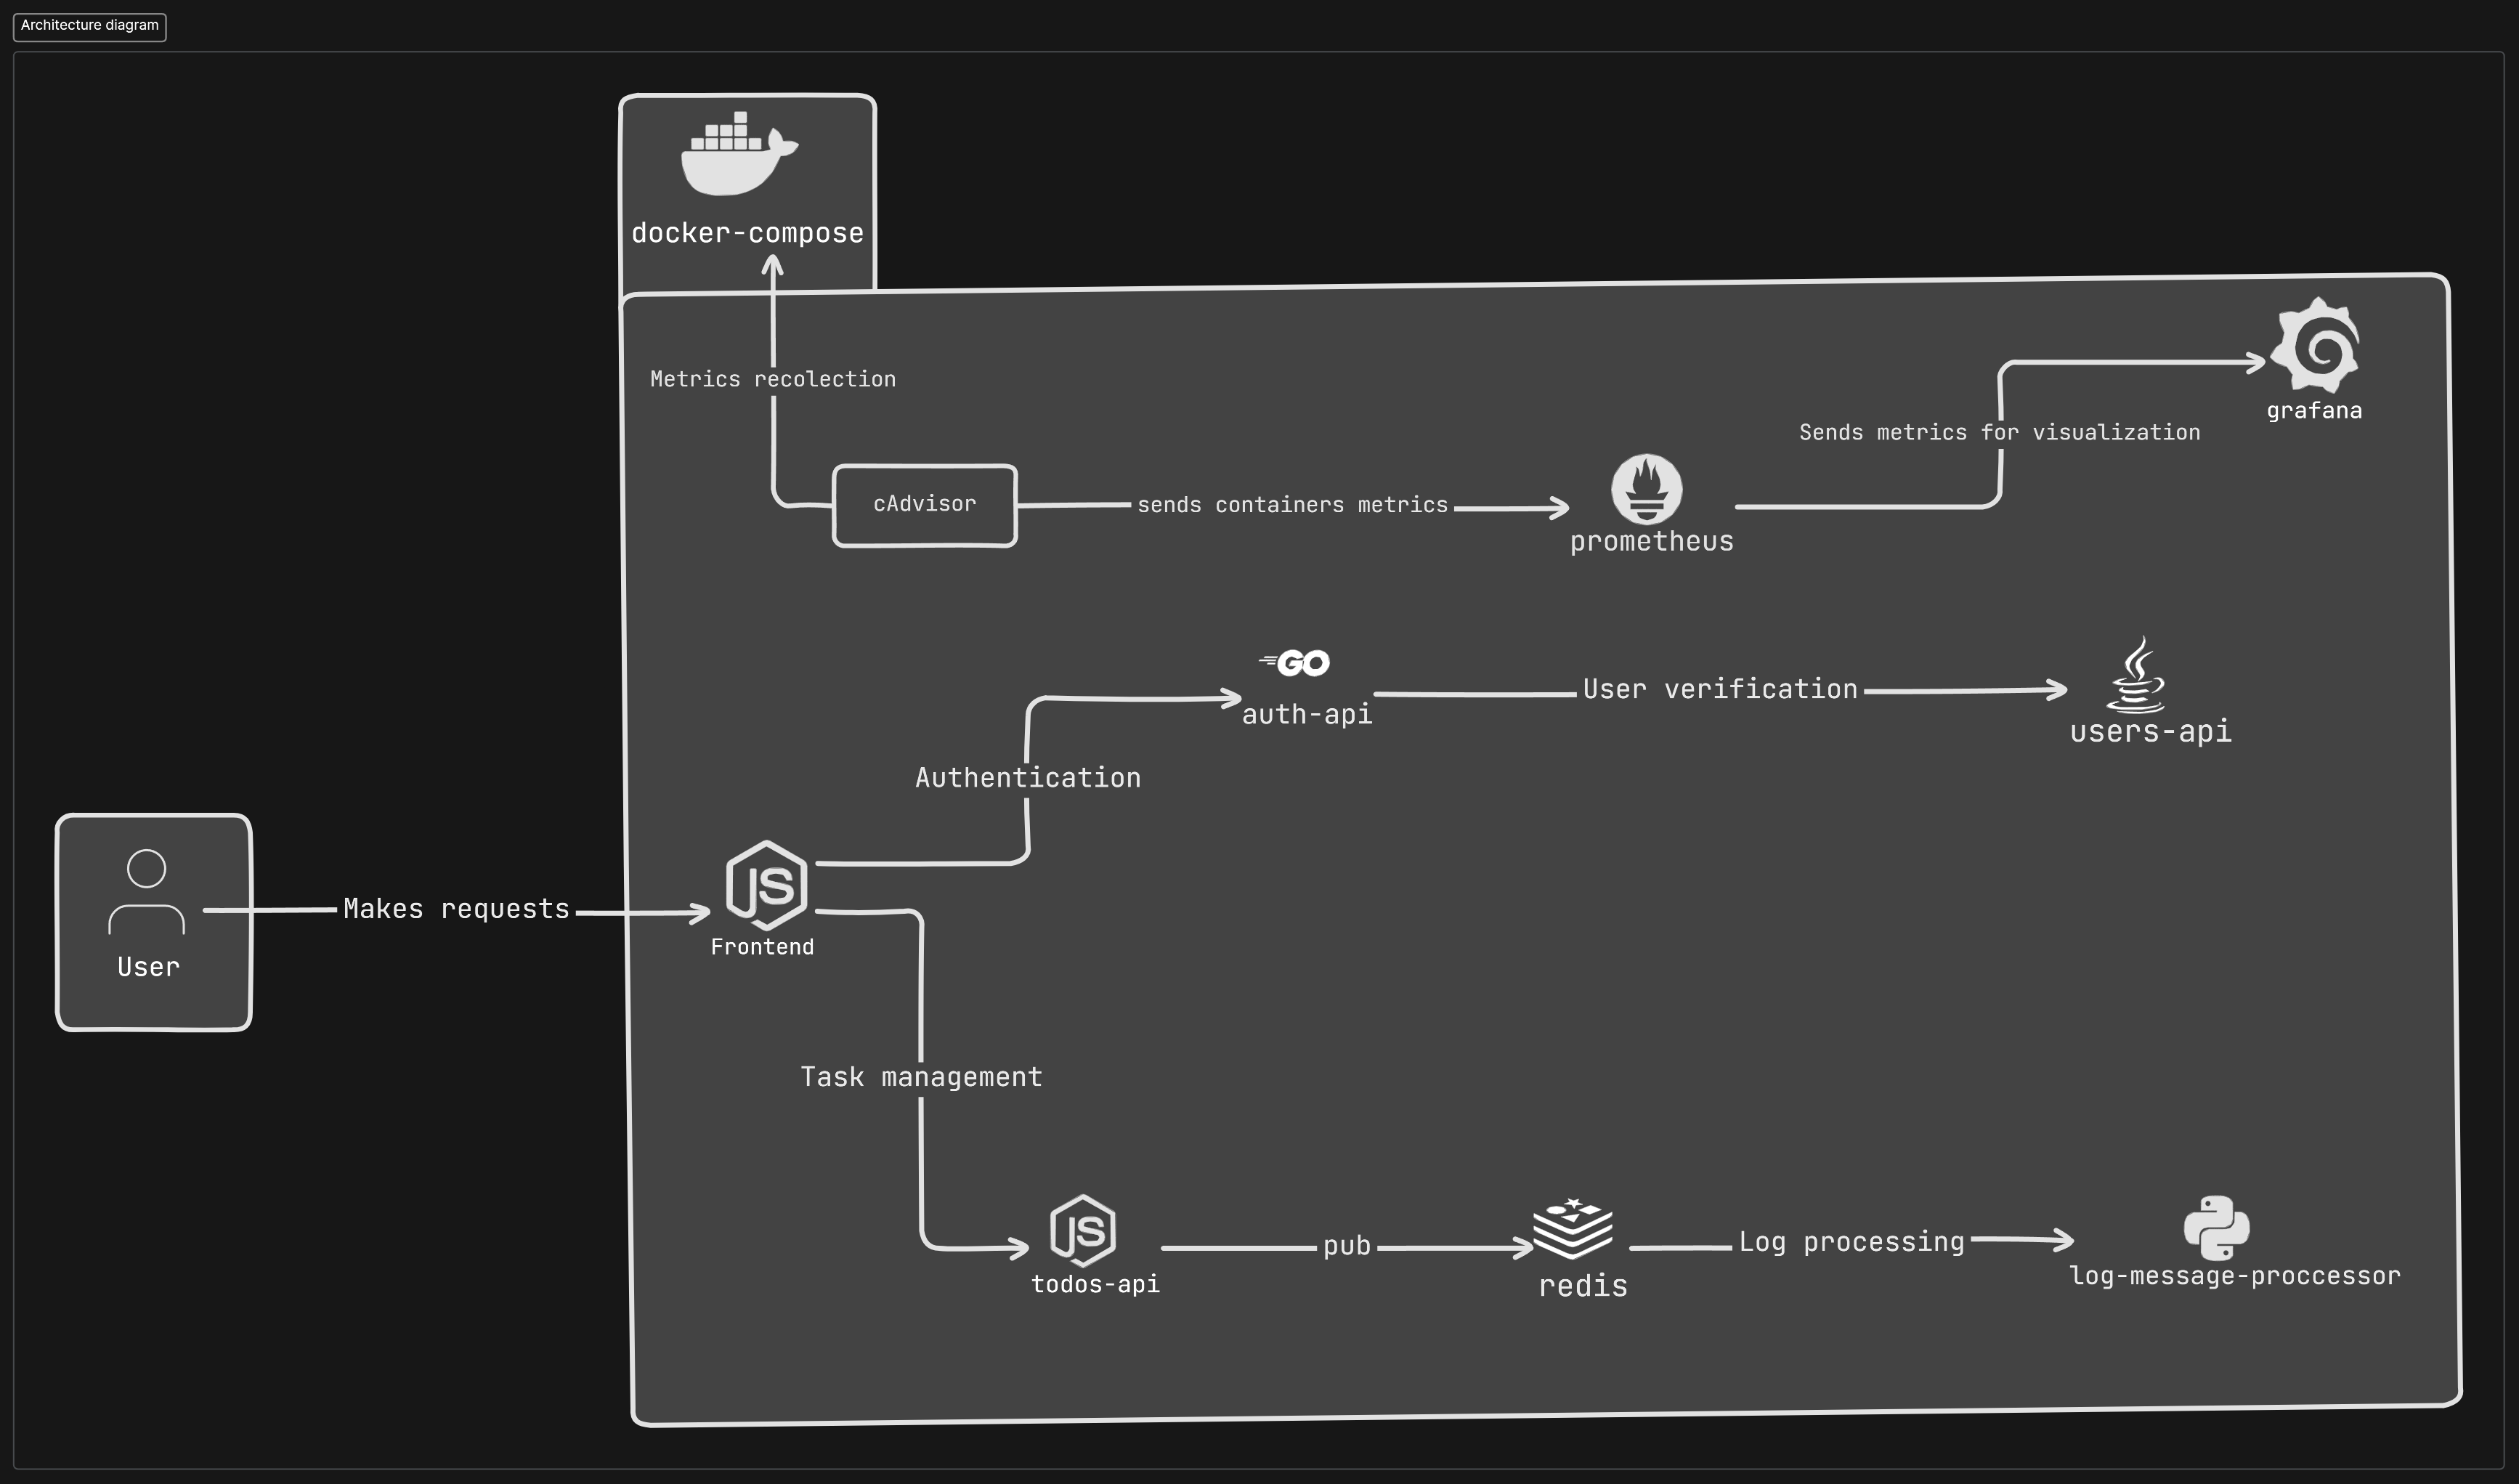 Architecture diagram
docker-compose
Metrics recolection
grafana
Sends metrics for visualization
cAdvisor
sends containers metrics
prometheus
GO
auth-api
User verification
users-api
Authentication
JS
Makes requests
Frontend
User
Task management
JS
todos-api
pub
redis
Log processing
log-message-proccessor